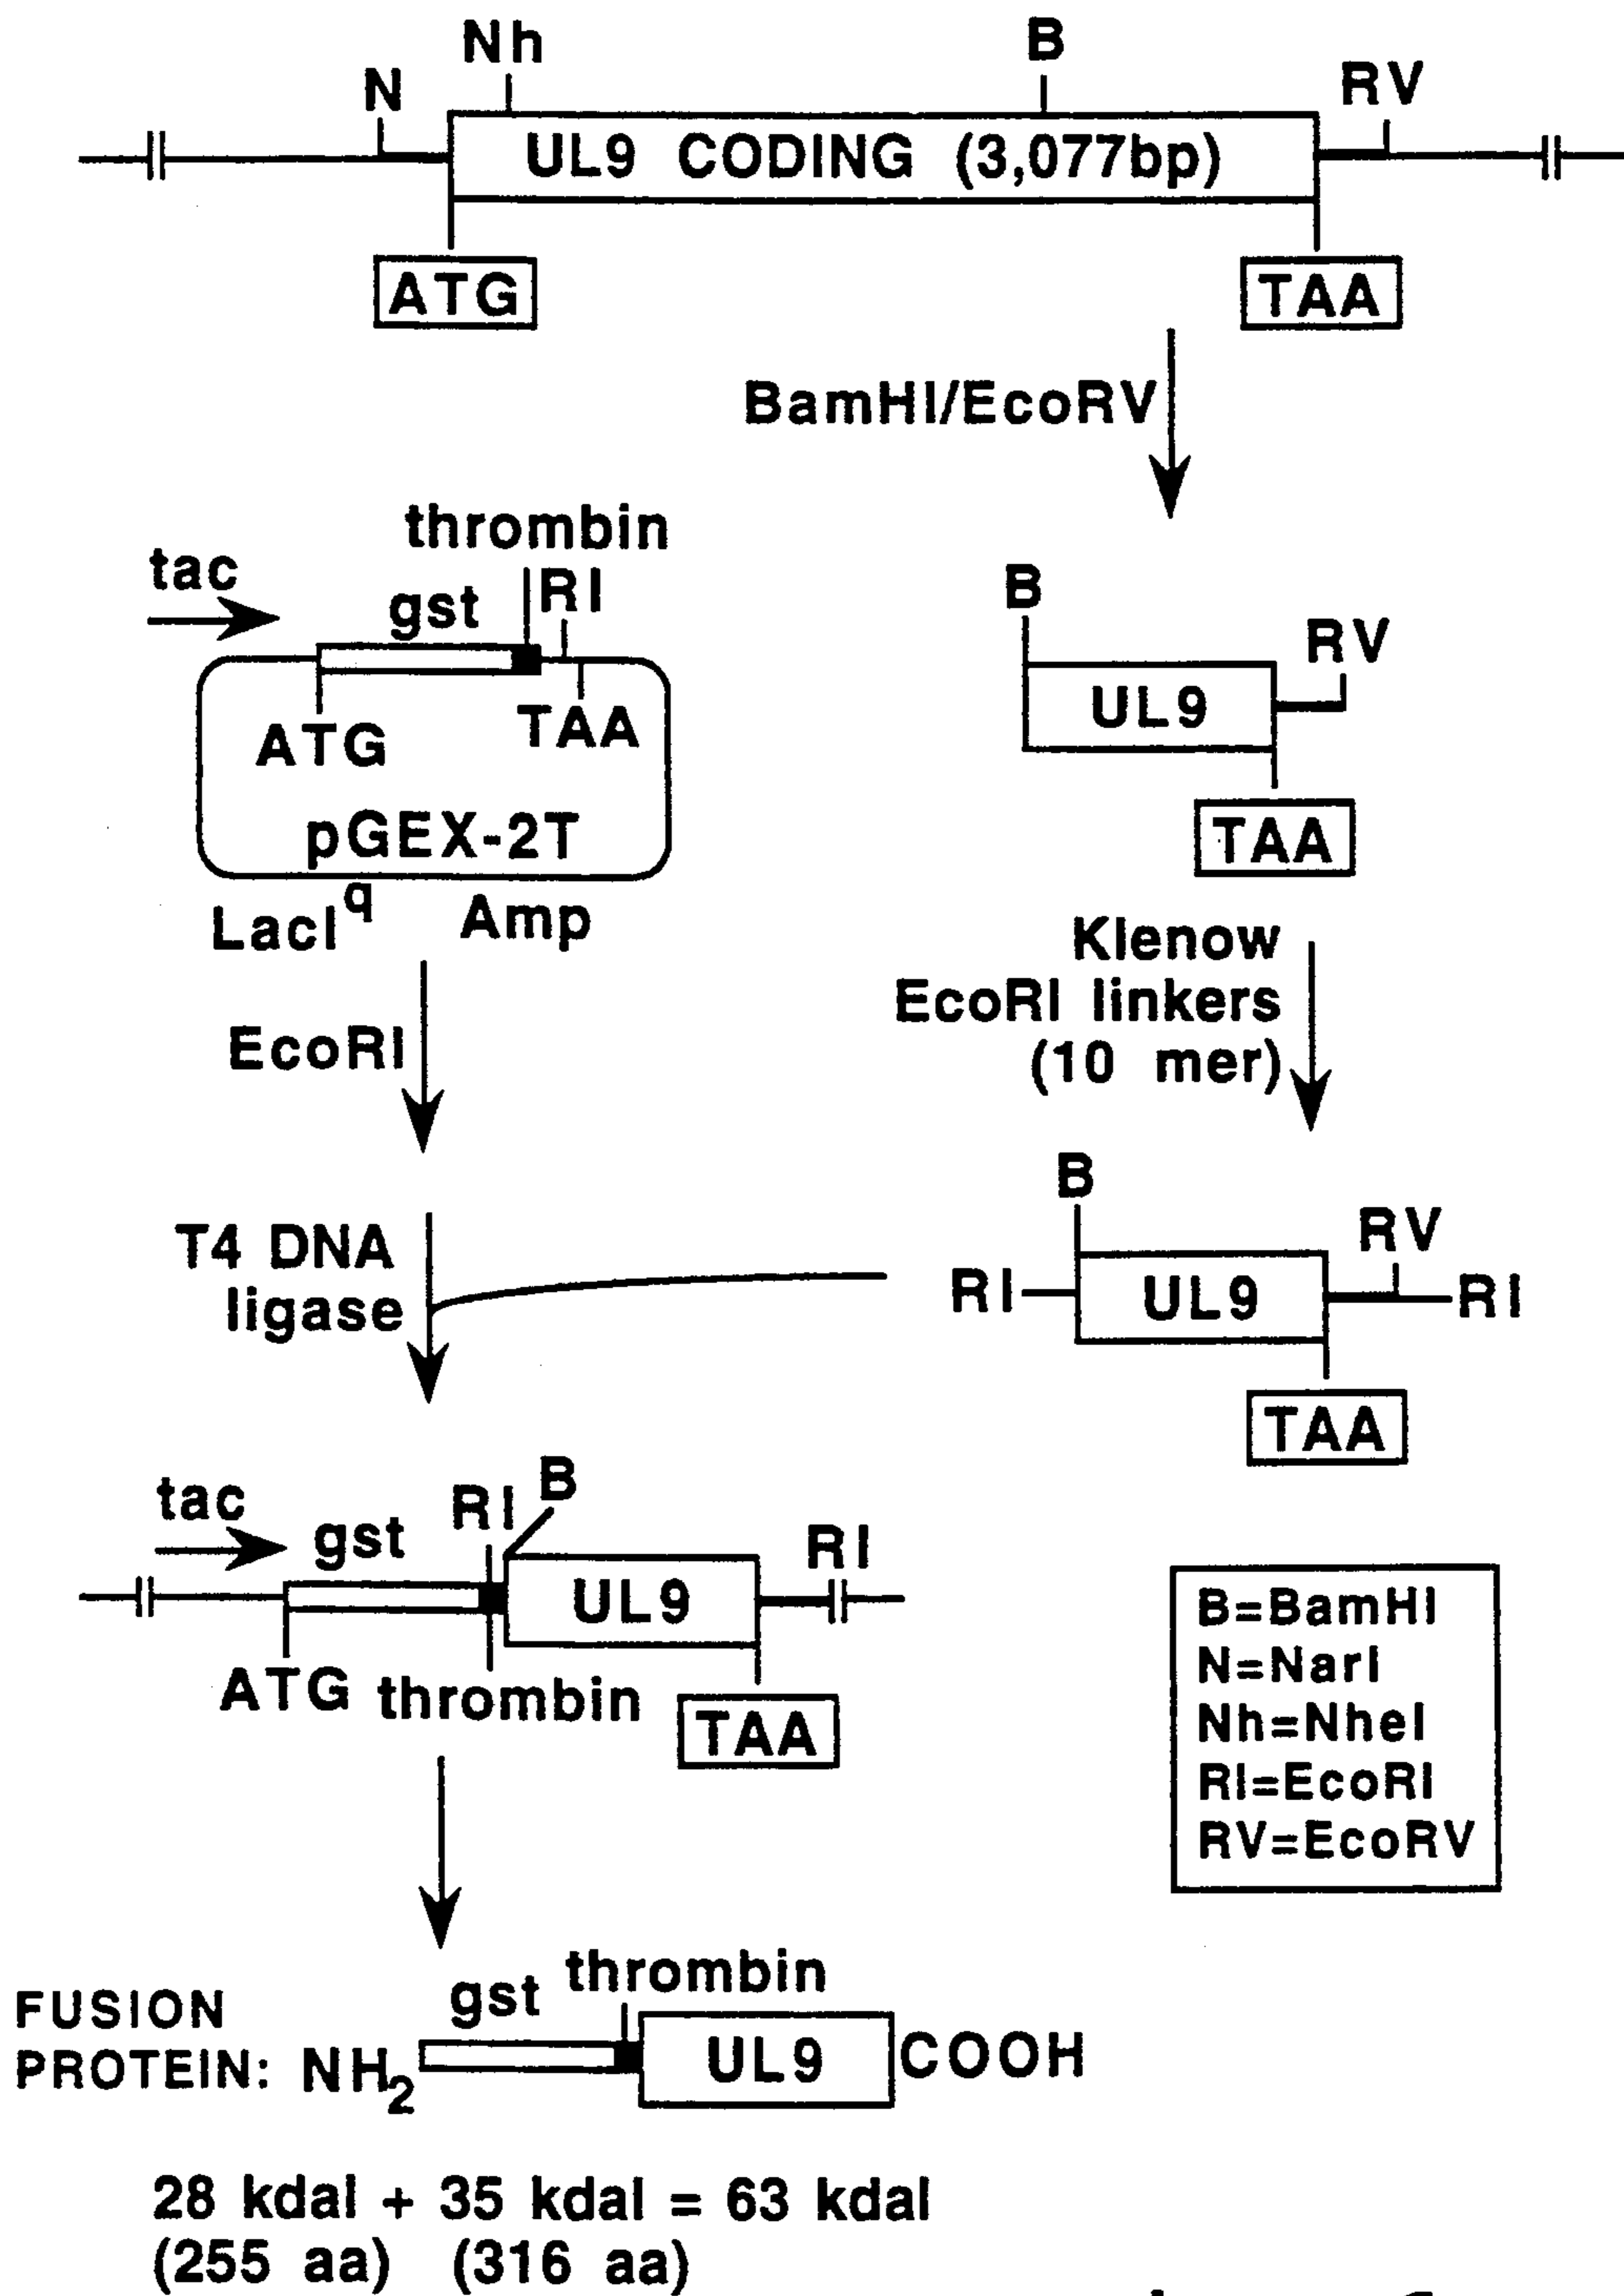 Nh
B
N
RV
UL9 CODING (3,077bp)
ATG
TAA
BamHI/EcoRV
thrombin
tac
gst
RI
ATG
TAA
pGEX-2T
LacI^q
Amp
B
RV
UL9
TAA
EcoRI
Klenow
EcoRI linkers
(10 mer)
T4 DNA
ligase
B
RV
RI
UL9
RI
TAA
tac
gst
RI
B
RI
UL9
ATG
thrombin
TAA
B=BamHI
N=NarI
Nh=NheI
RI=EcoRI
RV=EcoRV
FUSION
PROTEIN:
NH2
gst
thrombin
UL9
COOH
28 kdal + 35 kdal = 63 kdal
(255 aa) (316 aa)